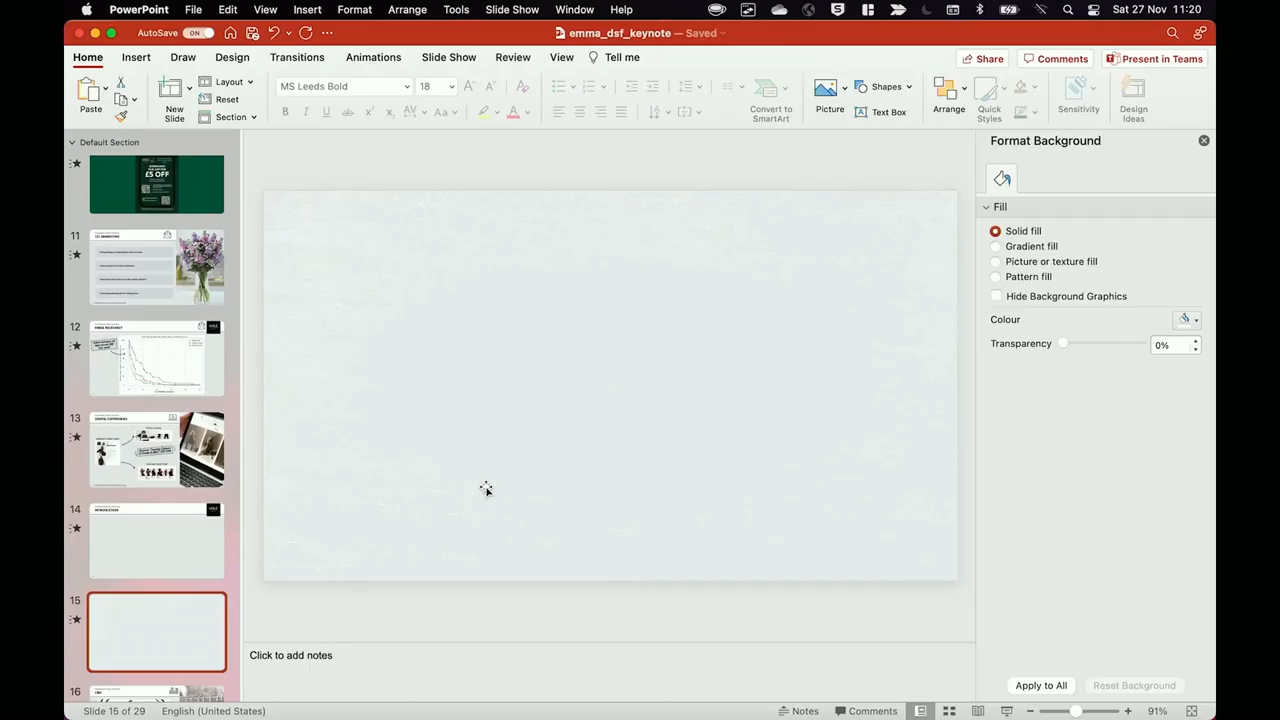 PowerPoint File Edit View Insert Format Arrange Tools Slide Show Window Help Sat 27 Nov 11:20
AutoSave ON emma_dsf_keynote — Saved
Home Insert Draw Design Transitions Animations Slide Show Review View Tell me Share Comments Present in Teams
Paste New Slide Layout Reset Section MS Leeds Bold 18 Convert to SmartArt Picture Shapes Text Box Arrange Quick Styles Sensitivity Design Ideas
Default Section
£5 OFF
11
12
EMAIL RELEVANCY
13
DIGITAL EXPERIENCES
14
INTRODUCTION
15
16
Format Background
Fill
Solid fill
Gradient fill
Picture or texture fill
Pattern fill
Hide Background Graphics
Colour
Transparency 0%
Apply to All Reset Background
Click to add notes
Slide 15 of 29 English (United States) Notes Comments 91%